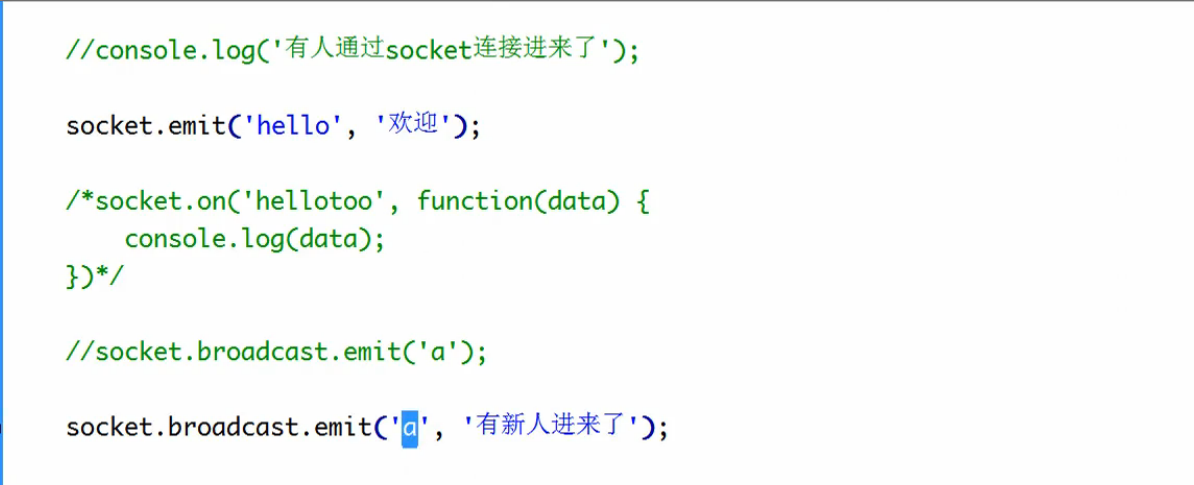 //console.log('有人通过socket连接进来了');
socket.emit('hello', '欢迎');
/*socket.on('hellotoo', function(data) {
console.log(data);
})*/
//socket.broadcast.emit('a');
socket.broadcast.emit('a', '有新人进来了');